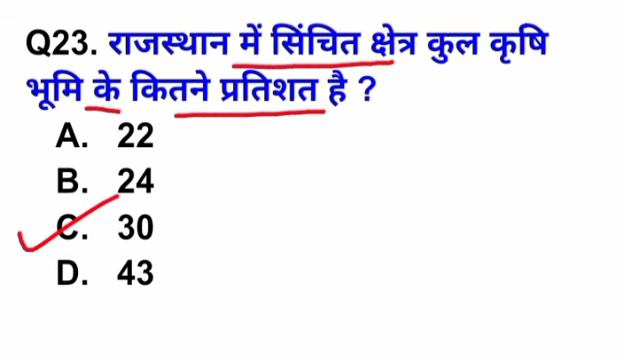 Q23. राजस्थान में सिंचित क्षेत्र कुल कृषि
भूमि के कितने प्रतिशत है ?
A. 22
B. 24
C. 30
D. 43